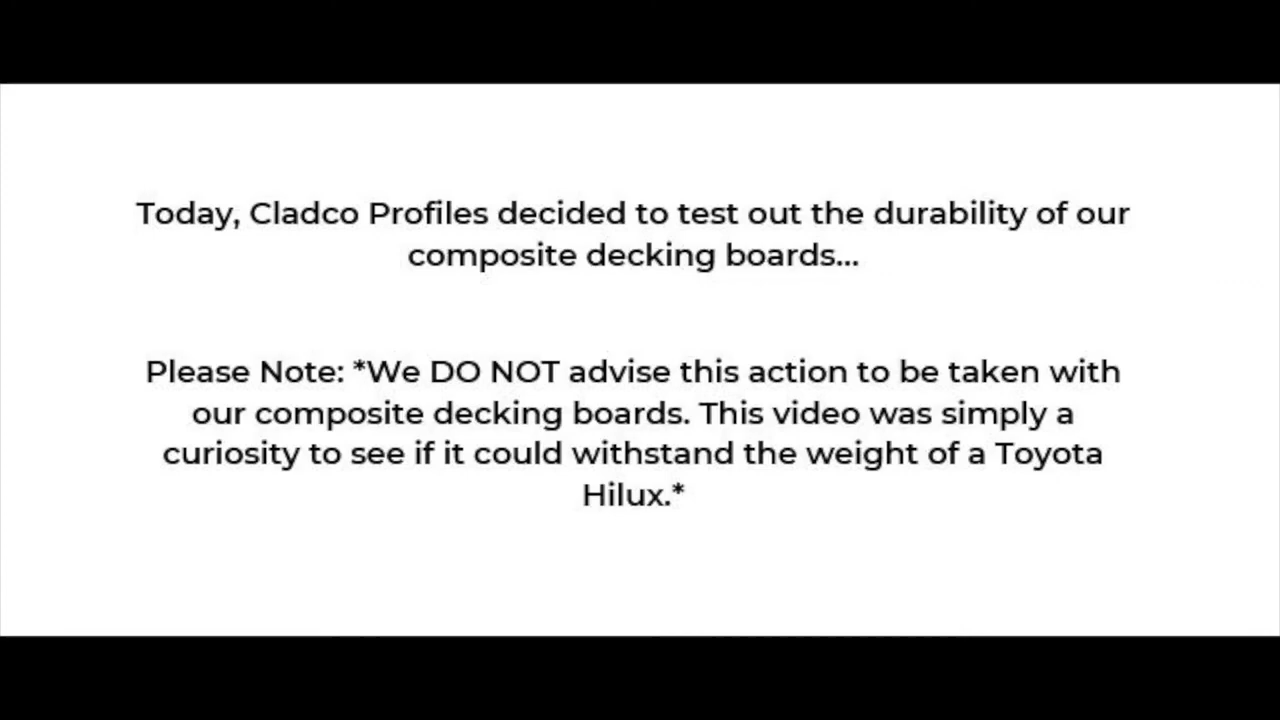 Today, Cladco Profiles decided to test out the durability of our
composite decking boards...
Please Note: *We DO NOT advise this action to be taken with
our composite decking boards. This video was simply a
curiosity to see if it could withstand the weight of a Toyota
Hilux.*